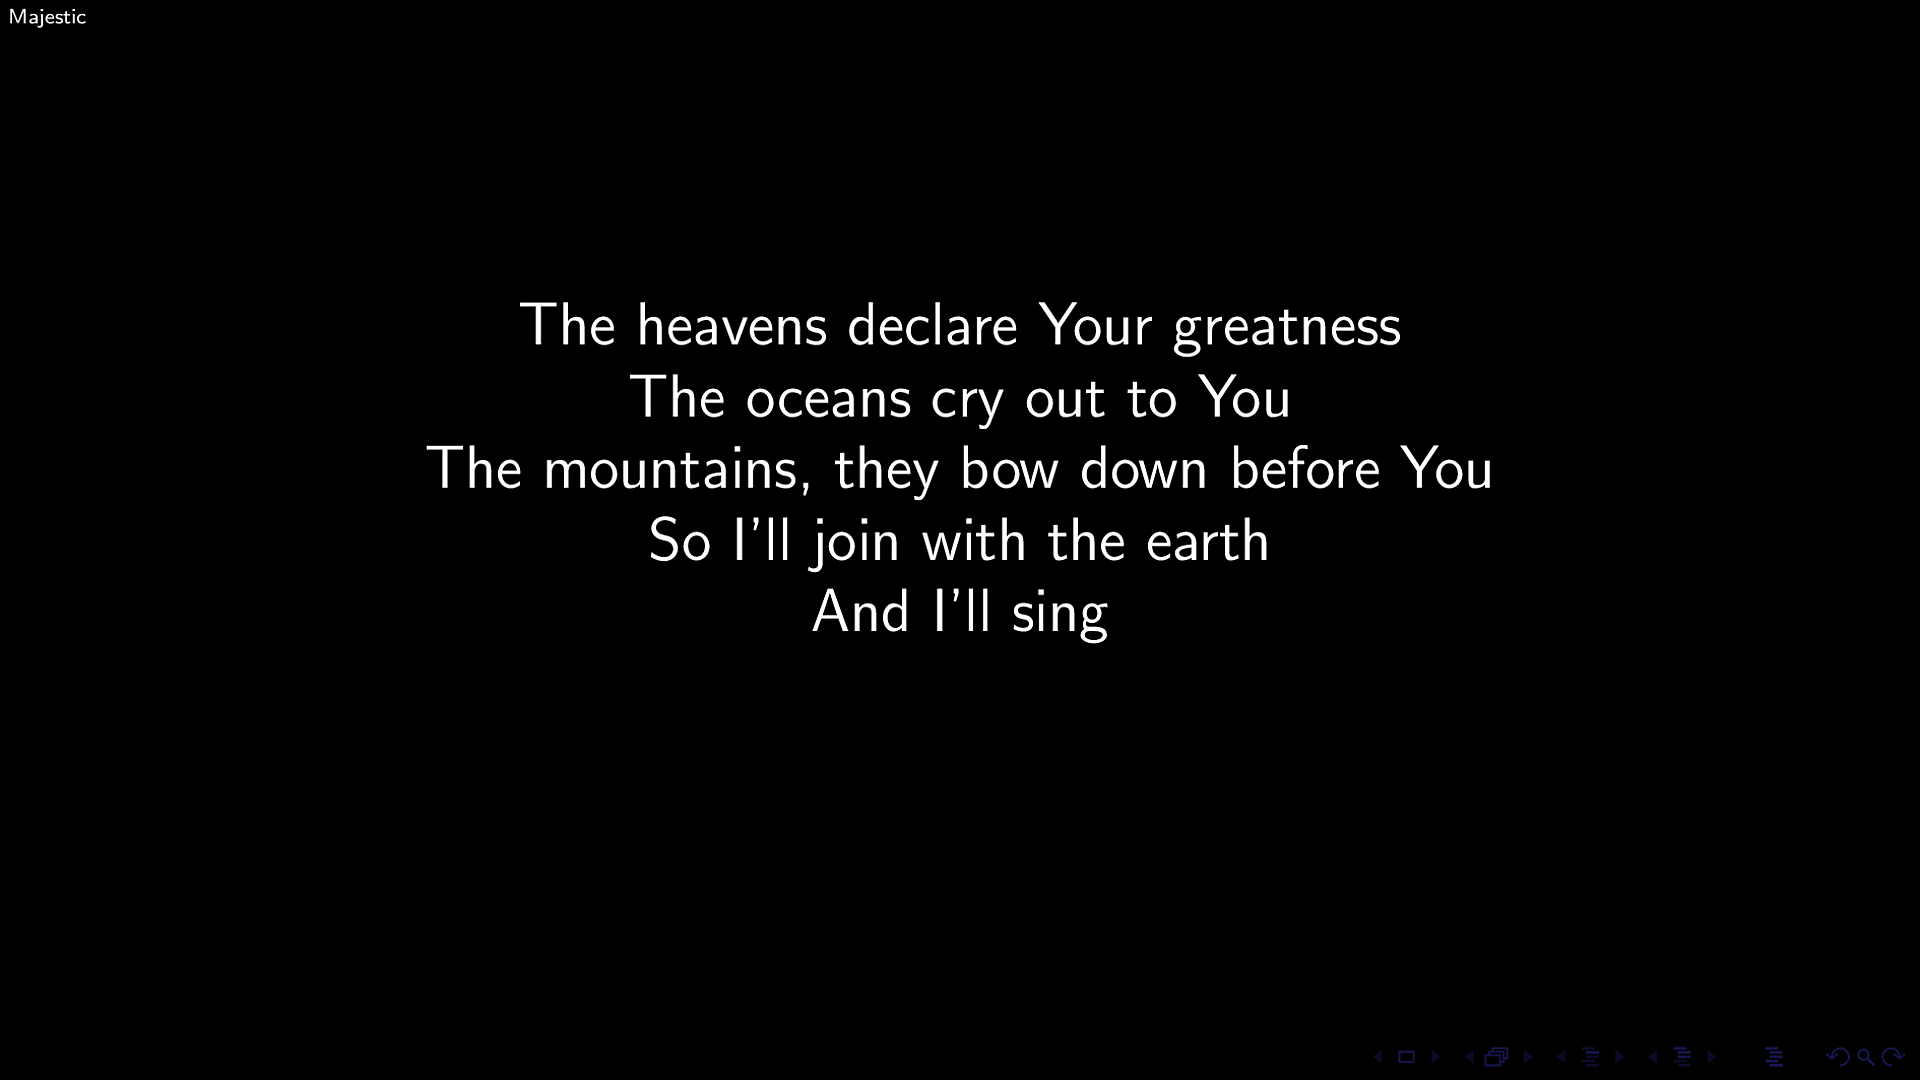 Majestic
The heavens declare Your greatness
The oceans cry out to You
The mountains, they bow down before You
So I'll join with the earth
And I'll sing